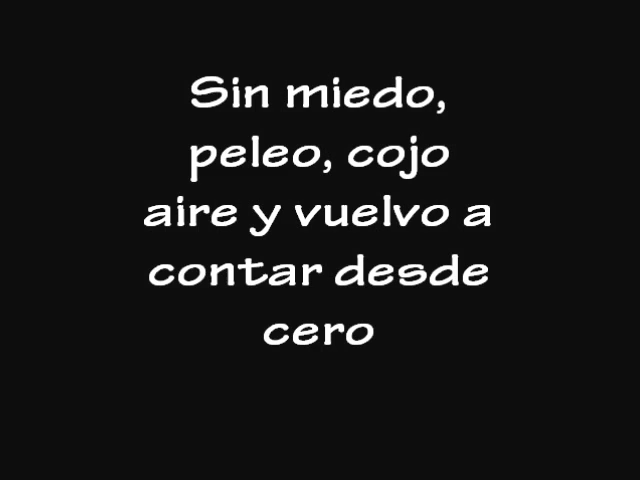 Sin miedo,
peleo, cojo
aire y vuelvo a
contar desde
cero